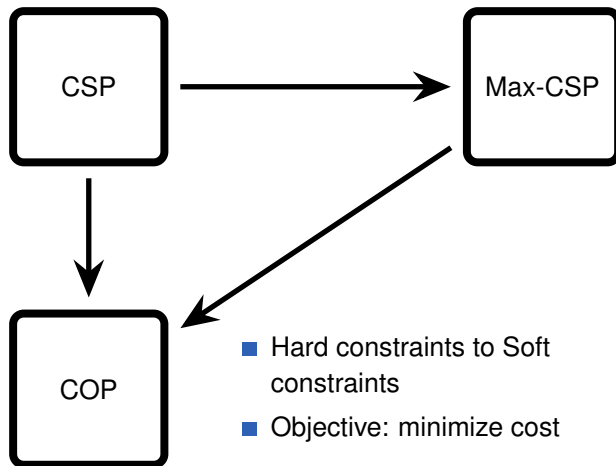 CSP
Max-CSP
COP
Hard constraints to Soft
constraints
Objective: minimize cost